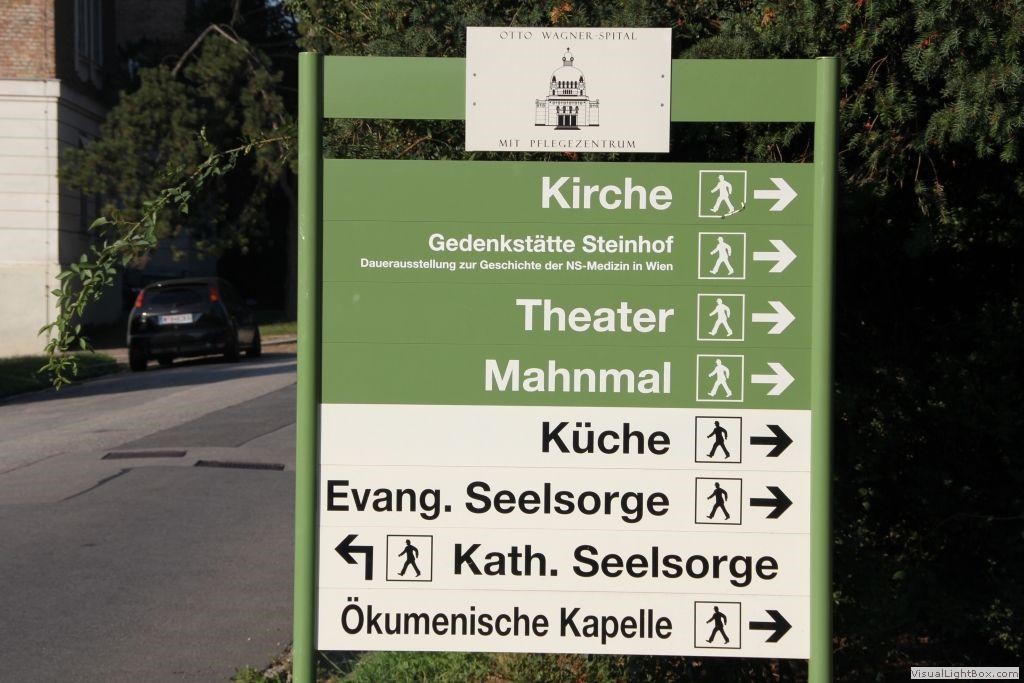 OTTO WAGNER-SPITAL
MIT PFLEGEZENTRUM
Kirche
Gedenkstätte Steinhof
Dauerausstellung zur Geschichte der NS-Medizin in Wien
Theater
Mahnmal
Küche
Evang. Seelsorge
Kath. Seelsorge
Ökumenische Kapelle
VisualLightBox.com